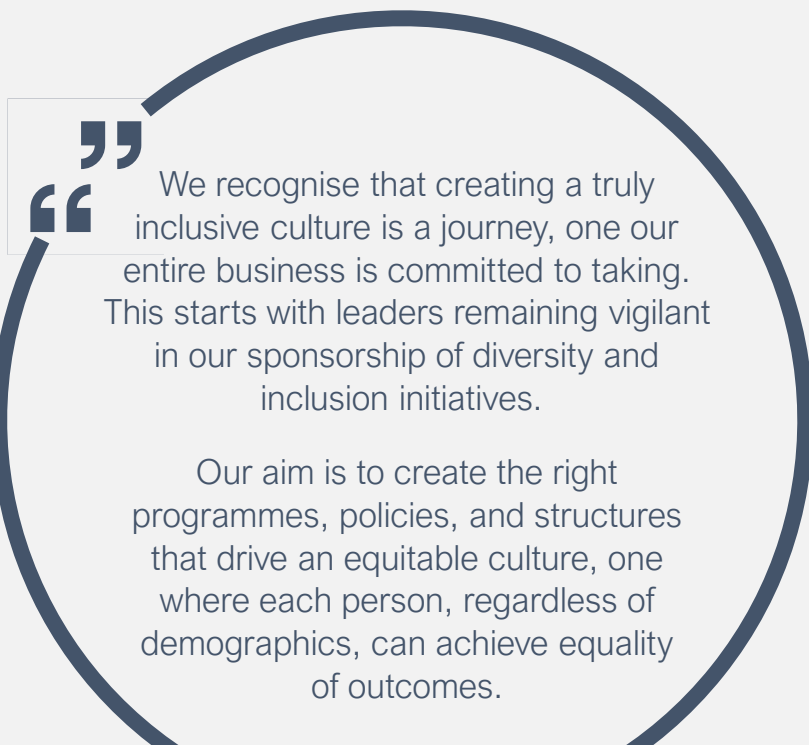 We recognise that creating a truly
inclusive culture is a journey, one our
entire business is committed to taking.
This starts with leaders remaining vigilant
in our sponsorship of diversity and
inclusion initiatives.
Our aim is to create the right
programmes, policies, and structures
that drive an equitable culture, one
where each person, regardless of
demographics, can achieve equality
of outcomes.